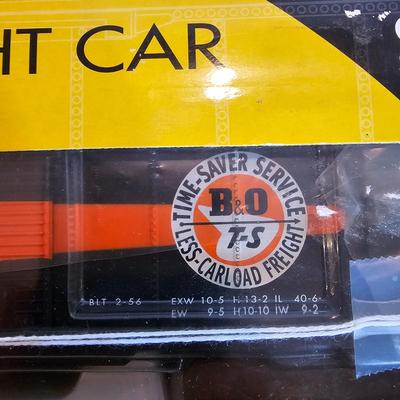 HT CAR
TIME-SAVER SERVICE
B&O
T-S
LESS-CARLOAD FREIGHT
BLT 2-56 EXW 10-5 H 13-2 IL 40-6
EW 9-5 H10-10 IW 9-2